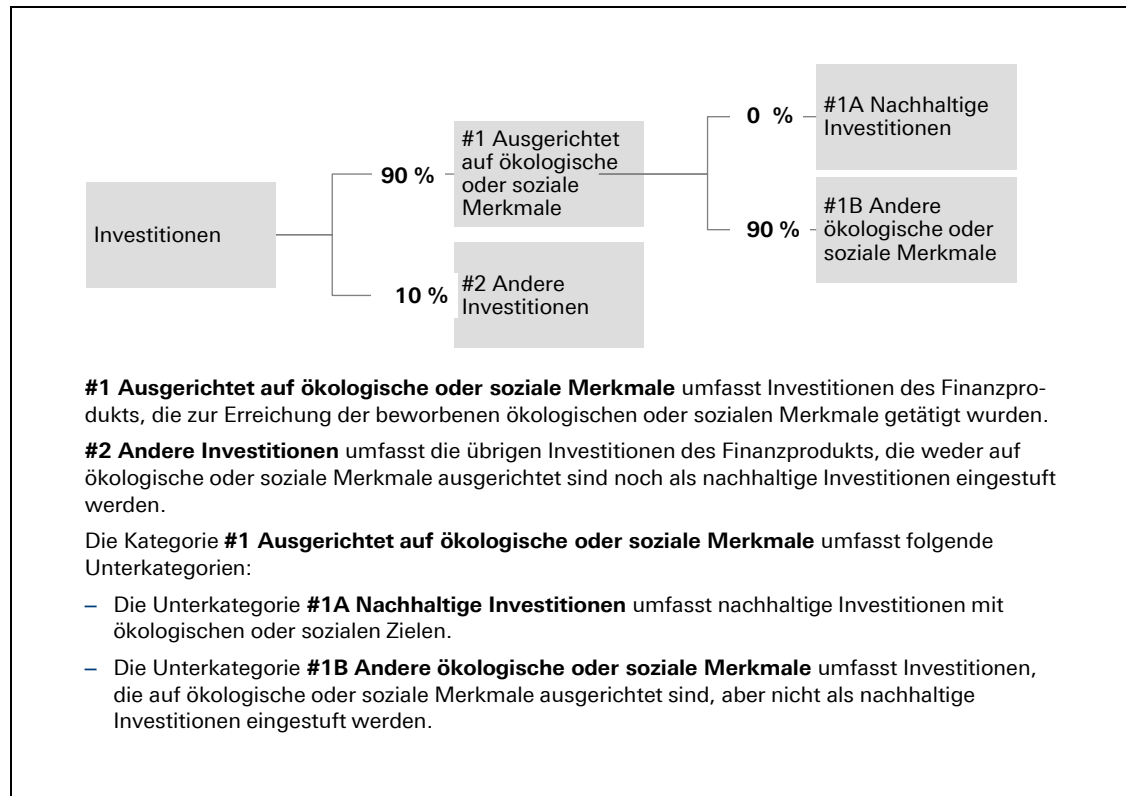 0 %
#1A Nachhaltige
Investitionen
#1 Ausgerichtet
auf ökologische
oder soziale
Merkmale
90 %
Investitionen
#1B Andere
ökologische oder
soziale Merkmale
90 %
10 %
#2 Andere
Investitionen
#1 Ausgerichtet auf ökologische oder soziale Merkmale umfasst Investitionen des Finanzpro-
dukts, die zur Erreichung der beworbenen ökologischen oder sozialen Merkmale getätigt wurden.
#2 Andere Investitionen umfasst die übrigen Investitionen des Finanzprodukts, die weder auf
ökologische oder soziale Merkmale ausgerichtet sind noch als nachhaltige Investitionen eingestuft
werden.
Die Kategorie #1 Ausgerichtet auf ökologische oder soziale Merkmale umfasst folgende
Unterkategorien:
– Die Unterkategorie #1A Nachhaltige Investitionen umfasst nachhaltige Investitionen mit
ökologischen oder sozialen Zielen.
– Die Unterkategorie #1B Andere ökologische oder soziale Merkmale umfasst Investitionen,
die auf ökologische oder soziale Merkmale ausgerichtet sind, aber nicht als nachhaltige
Investitionen eingestuft werden.